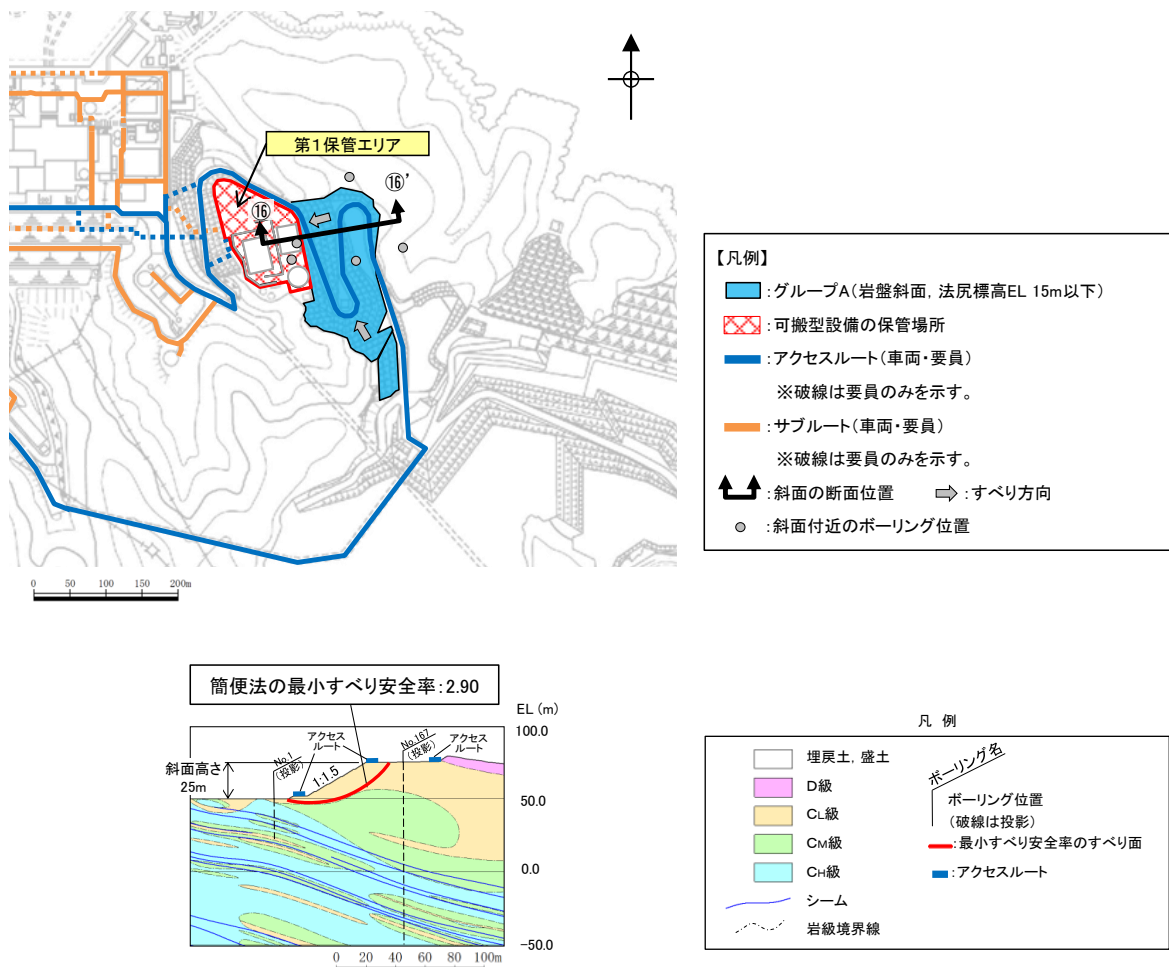 第1保管エリア
⑯
⑯’
0 50 100 150 200m
【凡例】
:グループA(岩盤斜面, 法尻標高EL 15m以下)
:可搬型設備の保管場所
:アクセスルート(車両・要員)
※破線は要員のみを示す。
:サブルート(車両・要員)
※破線は要員のみを示す。
:斜面の断面位置 :すべり方向
:斜面付近のボーリング位置
簡便法の最小すべり安全率:2.90
EL (m)
100.0
50.0
0.0
-50.0
斜面高さ
25m
No.1
(投影)
アクセス
ルート
1:1.5
No.167
(投影)
アクセス
ルート
0 20 40 60 80 100m
凡 例
埋戻土, 盛土
D級
CL級
CM級
CH級
シーム
岩級境界線
ボーリング名
ボーリング位置
(破線は投影)
:最小すべり安全率のすべり面
:アクセスルート